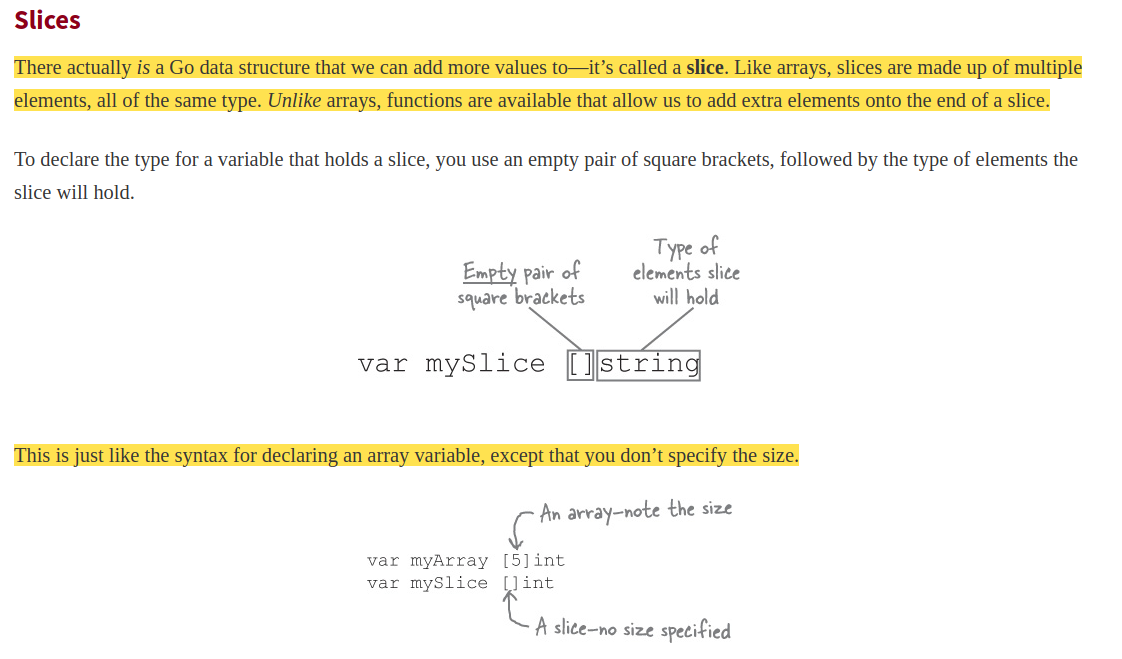 Slices
There actually is a Go data structure that we can add more values to—it’s called a slice. Like arrays, slices are made up of multiple
elements, all of the same type. Unlike arrays, functions are available that allow us to add extra elements onto the end of a slice.
To declare the type for a variable that holds a slice, you use an empty pair of square brackets, followed by the type of elements the
slice will hold.
Empty pair of
square brackets
Type of
elements slice
will hold
var mySlice []string
This is just like the syntax for declaring an array variable, except that you don’t specify the size.
An array—note the size
var myArray [5]int
var mySlice []int
A slice—no size specified